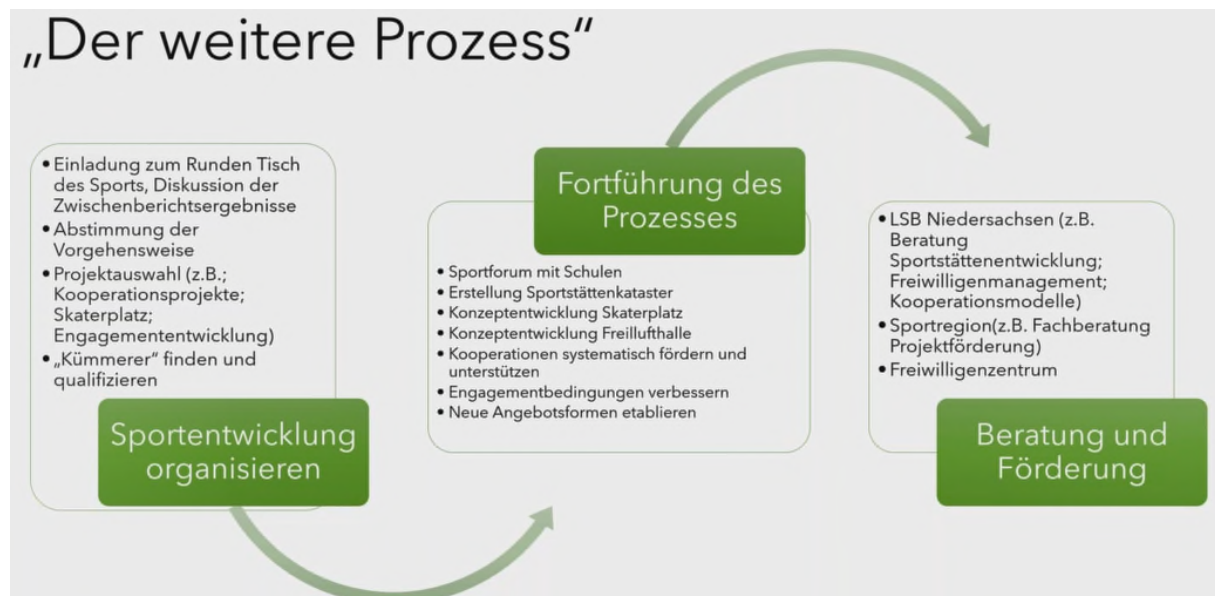 „Der weitere Prozess“
• Einladung zum Runden Tisch
des Sports, Diskussion der
Zwischenberichtsergebnisse
• Abstimmung der
Vorgehensweise
• Projektauswahl (z.B.;
Kooperationsprojekte;
Skaterplatz;
Engagemententwicklung)
• „Kümmerer“ finden und
qualifizieren
Sportentwicklung
organisieren
Fortführung des
Prozesses
• Sportforum mit Schulen
• Erstellung Sportstättenkataster
• Konzeptentwicklung Skaterplatz
• Konzeptentwicklung Freillufthalle
• Kooperationen systematisch fördern und
unterstützen
• Engagementbedingungen verbessern
• Neue Angebotsformen etablieren
• LSB Niedersachsen (z.B.
Beratung
Sportstättenentwicklung;
Freiwilligenmanagement;
Kooperationsmodelle)
• Sportregion(z.B. Fachberatung
Projektförderung)
• Freiwilligenzentrum
Beratung und
Förderung